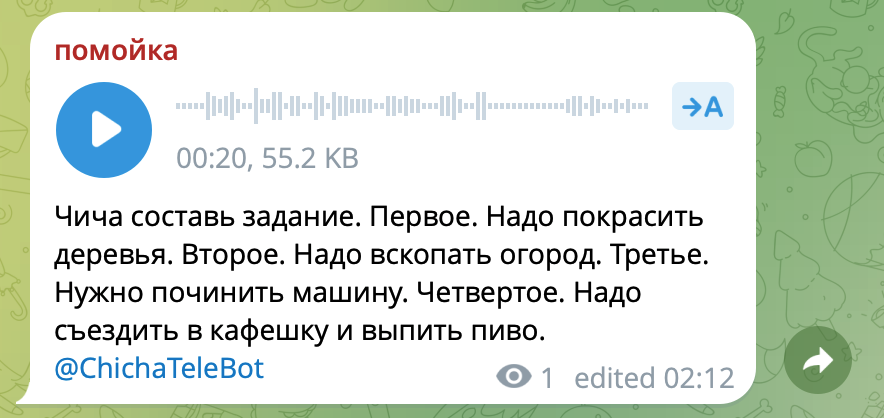 помойка
→A
00:20, 55.2 KB
Чича составь задание. Первое. Надо покрасить
деревья. Второе. Надо вскопать огород. Третье.
Нужно починить машину. Четвертое. Надо
съездить в кафешку и выпить пиво.
@ChichaTeleBot
1 edited 02:12